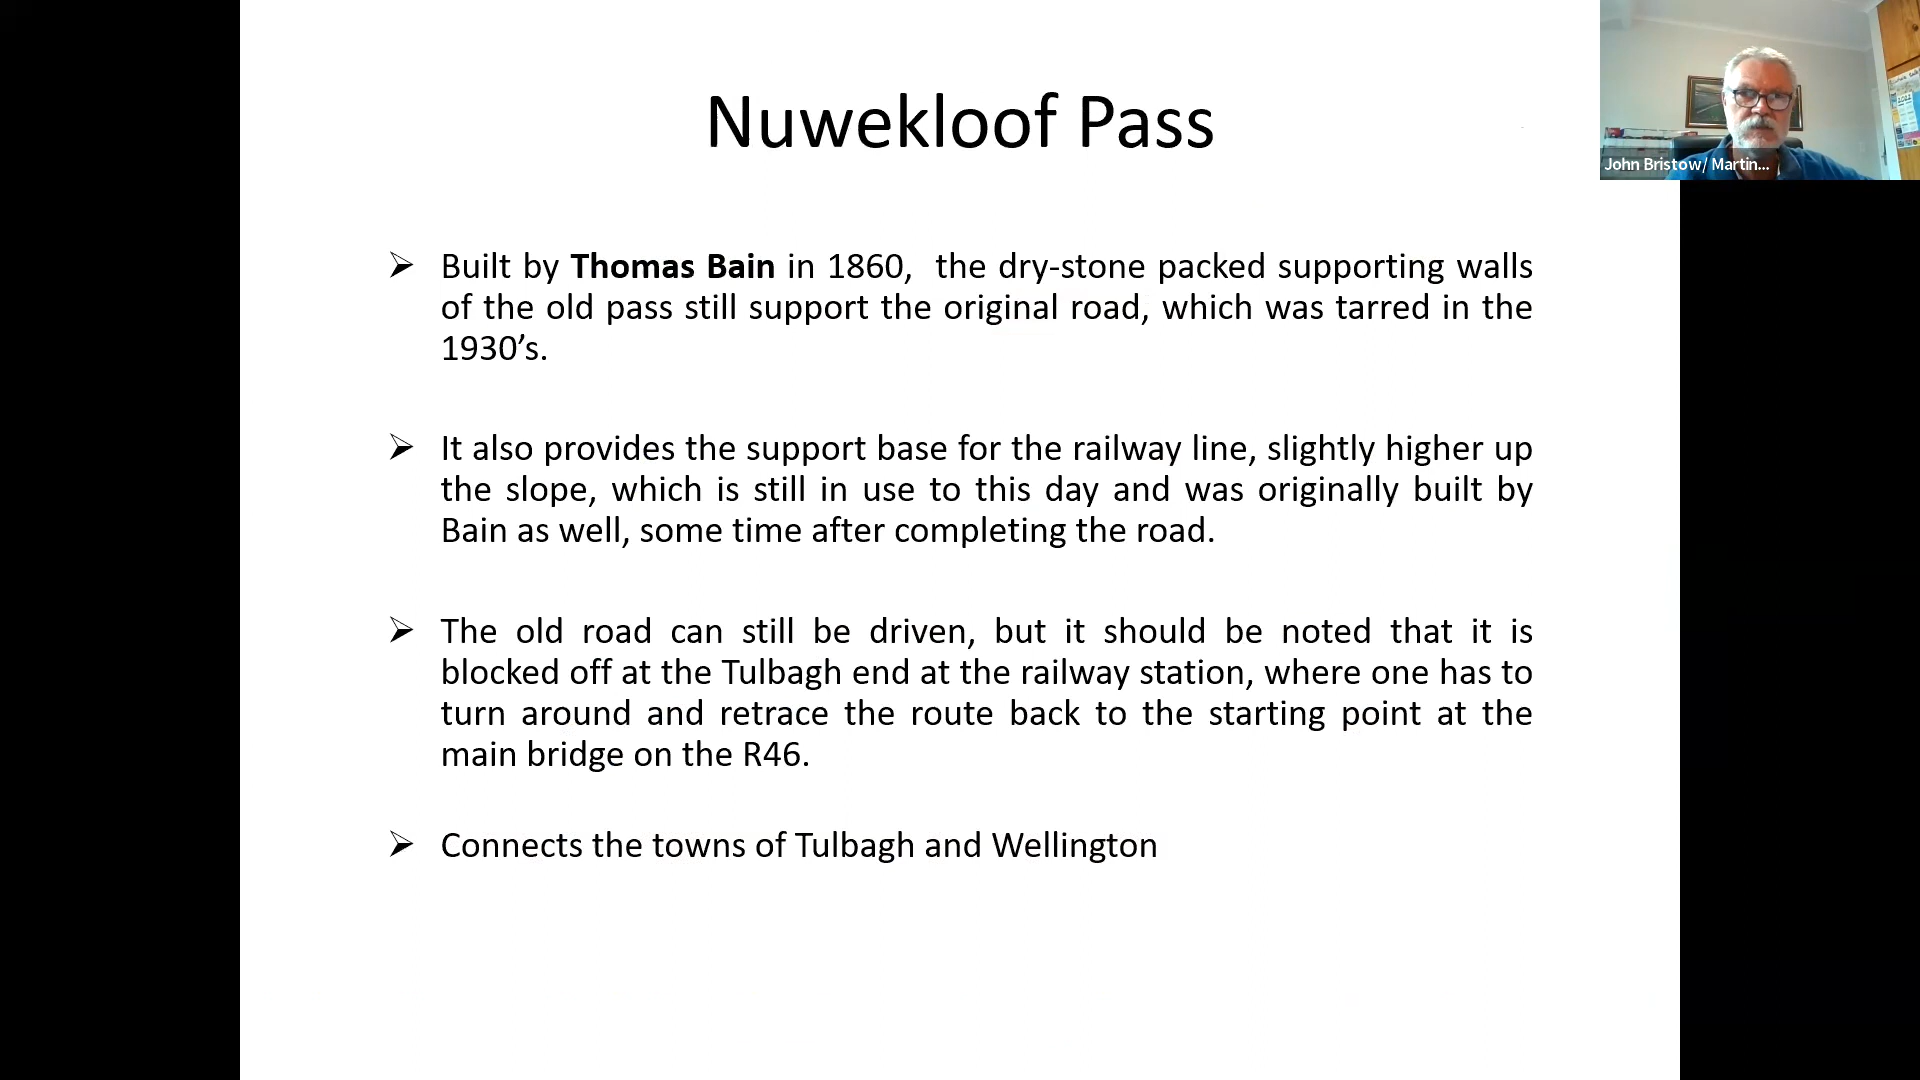 Nuwekloof Pass
John Bristow/ Martin...
➢ Built by Thomas Bain in 1860,  the dry-stone packed supporting walls
of the old pass still support the original road, which was tarred in the
1930’s.
➢ It also provides the support base for the railway line, slightly higher up
the slope, which is still in use to this day and was originally built by
Bain as well, some time after completing the road.
➢ The old road can still be driven, but it should be noted that it is
blocked off at the Tulbagh end at the railway station, where one has to
turn around and retrace the route back to the starting point at the
main bridge on the R46.
➢ Connects the towns of Tulbagh and Wellington